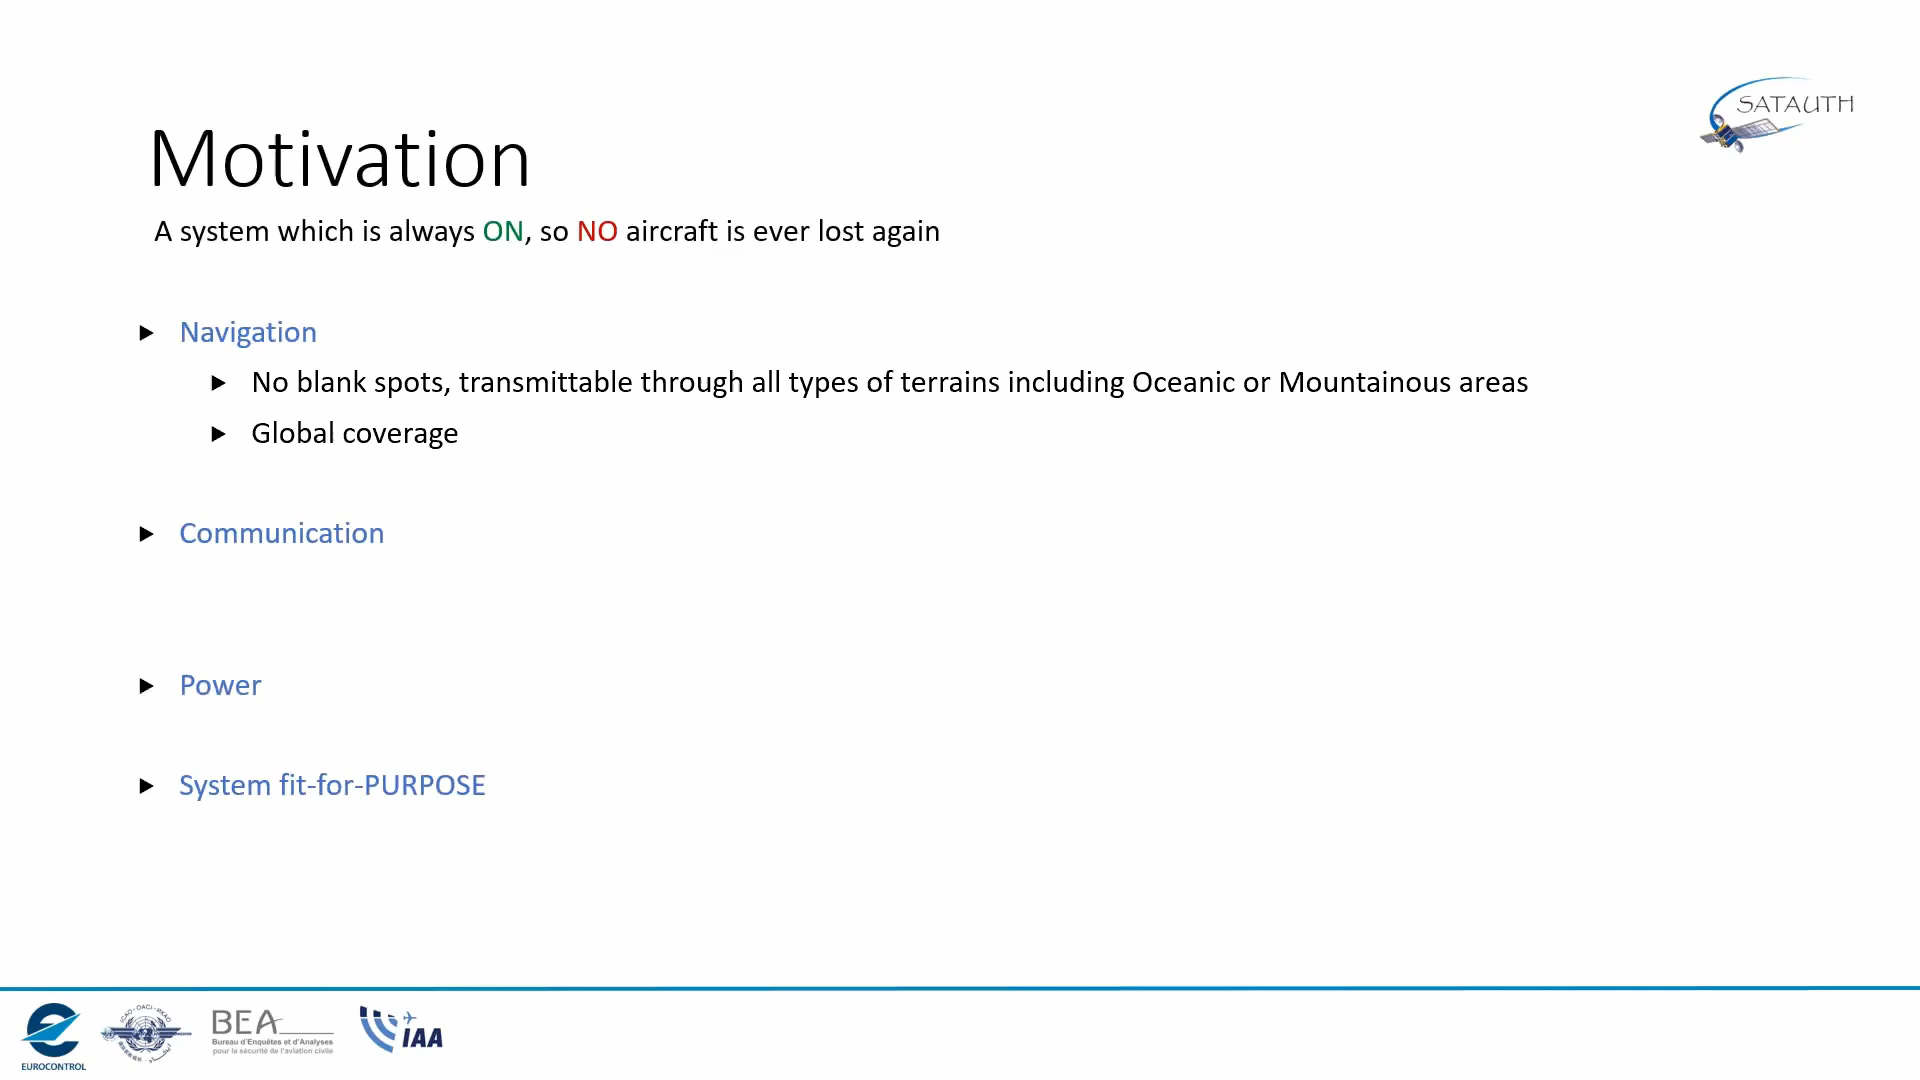 SATAUTH
Motivation
A system which is always ON, so NO aircraft is ever lost again
Navigation
No blank spots, transmittable through all types of terrains including Oceanic or Mountainous areas
Global coverage
Communication
Power
System fit-for-PURPOSE
EUROCONTROL
BEA
Bureau d'Enquêtes et d'Analyses
pour la sécurité de l'aviation civile
IAA